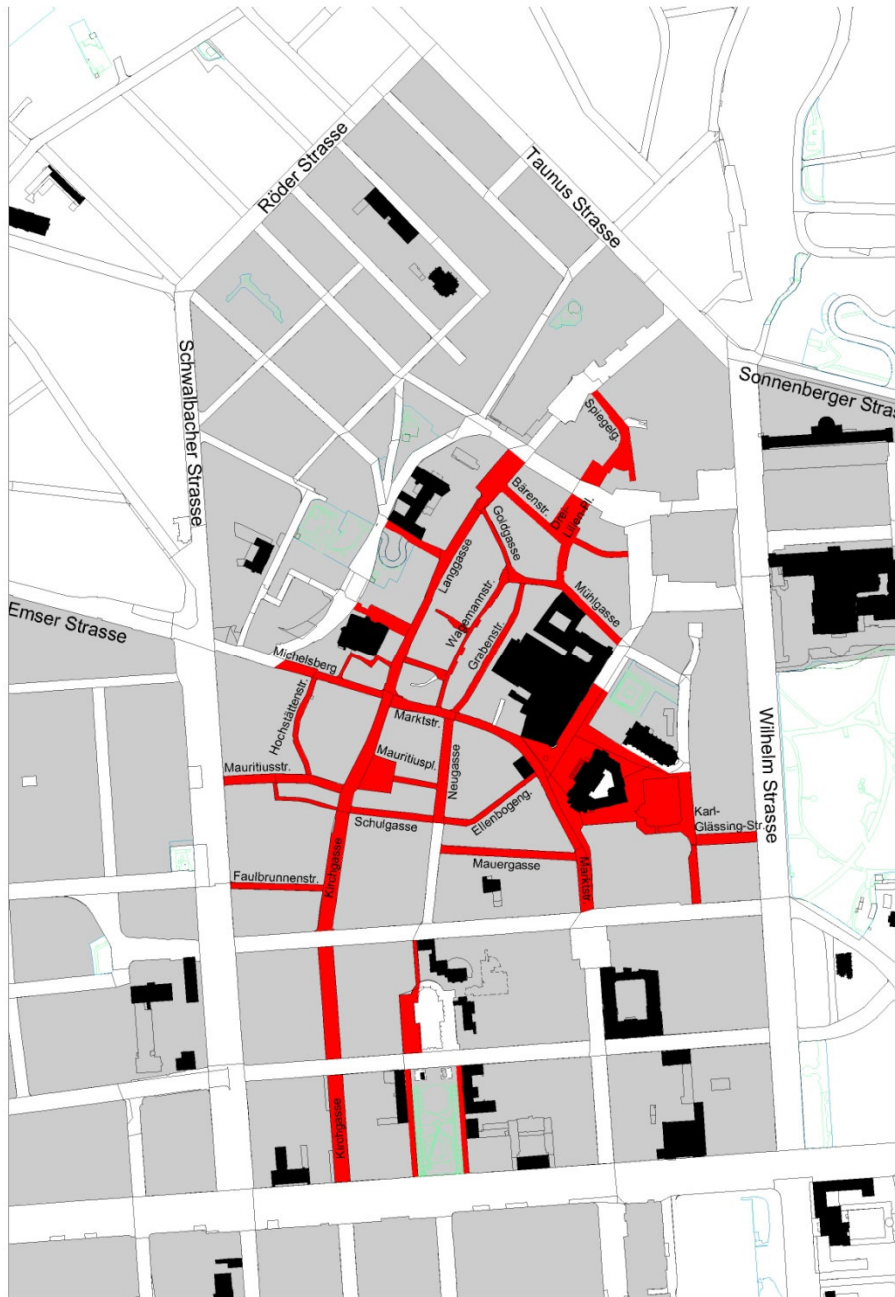 Röder Strasse
Taunus Strasse
Schwalbacher Strasse
Sonnenberger Stras
Spiegelg.
Bärenstr.
Drei-
Lilien-Pl.
Goldgasse
Langgasse
Wagemannstr.
Mühlgasse
Grabenstr.
Emser Strasse
Michelsberg
Hochstättenstr.
Marktstr.
Mauritiuspl.
Neugasse
Mauritiusstr.
Wilhelm Strasse
Ellenbogeng.
Karl-
Glässing-Str.
Schulgasse
Kirchgasse
Mauergasse
Marktstr.
Faulbrunnenstr.
Kirchgasse